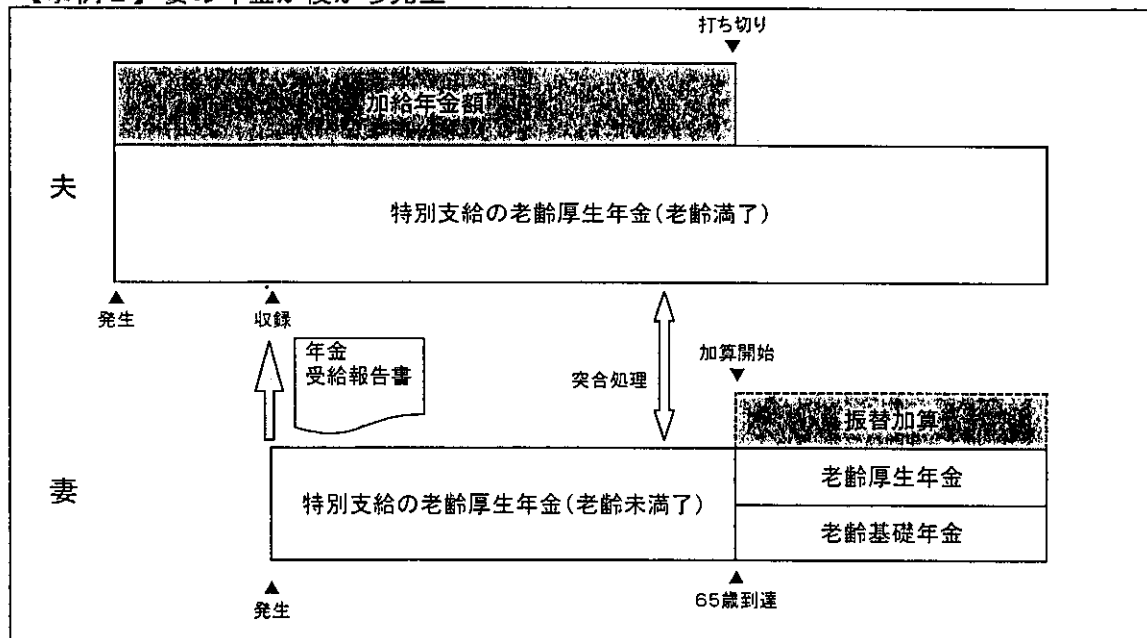 打ち切り
▼
加給年金額
夫
特別支給の老齢厚生年金(老齢満了)
▲
発生
▲
収録
年金
受給報告書
突合処理
加算開始
▼
振替加算
妻
特別支給の老齢厚生年金(老齢未満了)
老齢厚生年金
老齢基礎年金
▲
発生
▲
65歳到達